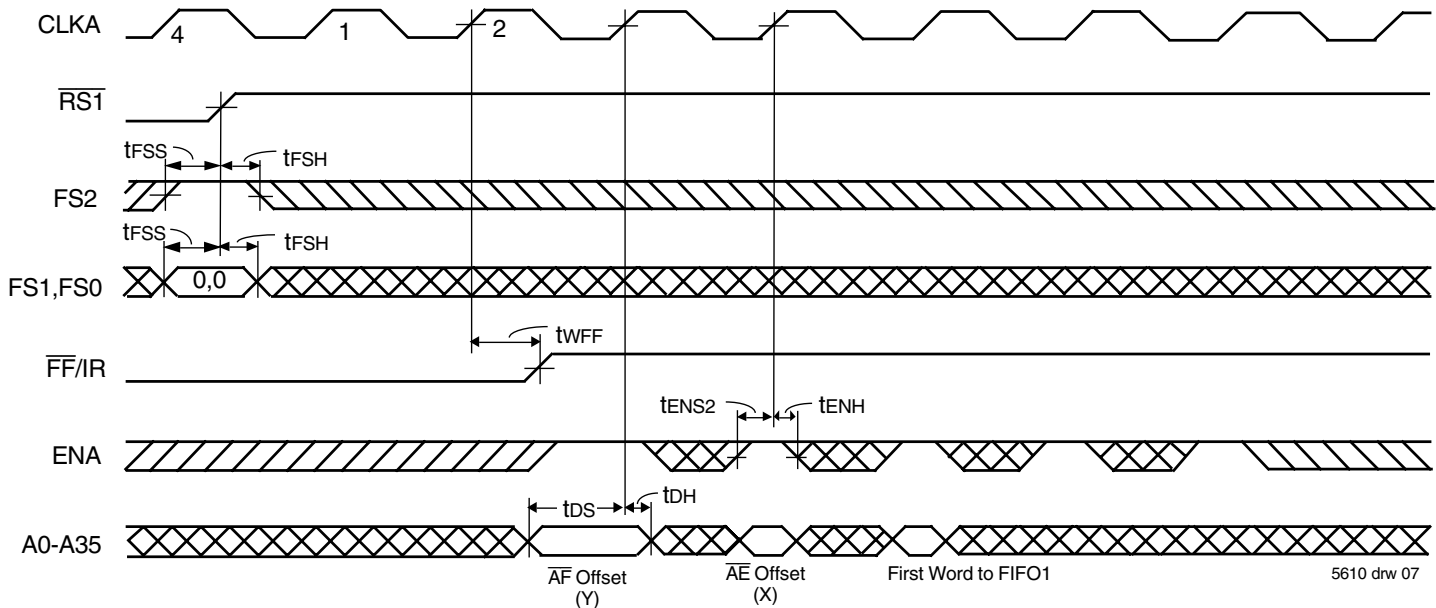 CLKA 4 1 2
RS1
tFSS tFSH
FS2
tFSS tFSH
FS1,FS0 0,0
tWFF
FF/IR
tENS2 tENH
ENA
tDS tDH
A0-A35
AF Offset AE Offset First Word to FIFO1 5610 drw 07
(Y) (X)